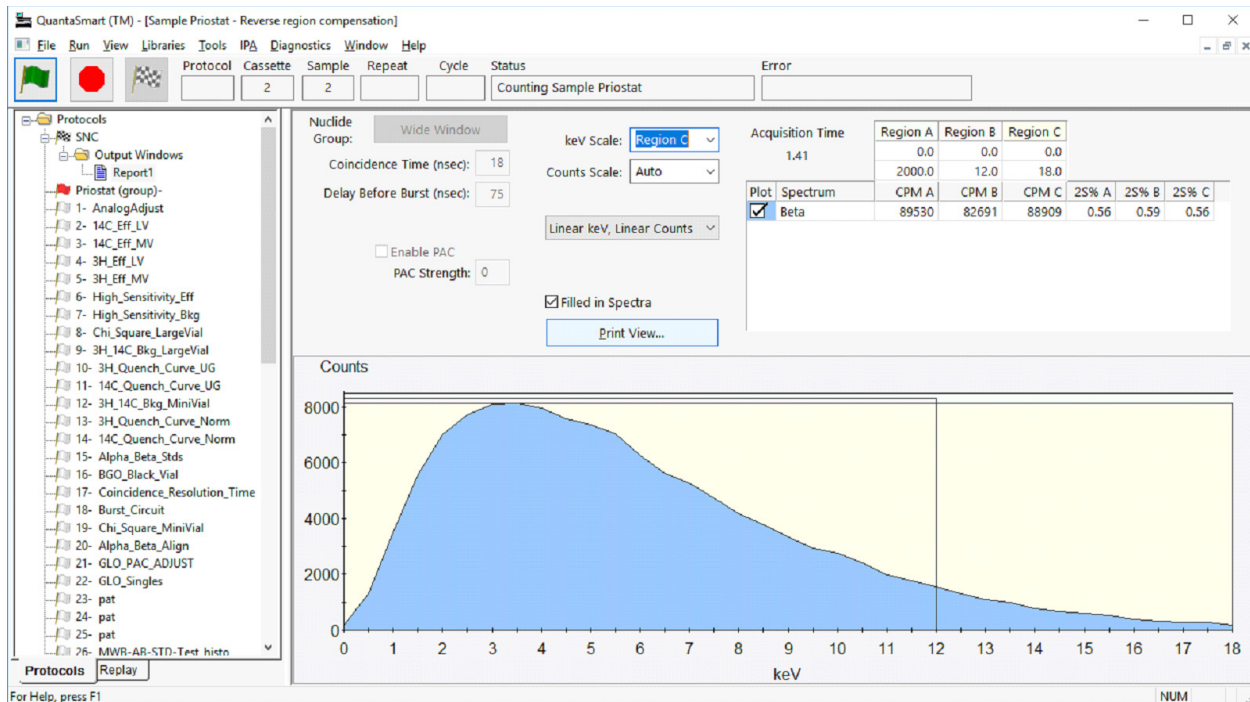 QuantaSmart (TM) - [Sample Priostat - Reverse region compensation]
File Run View Libraries Tools IPA Diagnostics Window Help
Protocol Cassette Sample Repeat Cycle Status Error
2 2 Counting Sample Priostat
Protocols
SNC
Output Windows
Report1
Priostat (group)-
1- AnalogAdjust
2- 14C_Eff_LV
3- 14C_Eff_MV
4- 3H_Eff_LV
5- 3H_Eff_MV
6- High_Sensitivity_Eff
7- High_Sensitivity_Bkg
8- Chi_Square_LargeVial
9- 3H_14C_Bkg_LargeVial
10- 3H_Quench_Curve_UG
11- 14C_Quench_Curve_UG
12- 3H_14C_Bkg_MiniVial
13- 3H_Quench_Curve_Norm
14- 14C_Quench_Curve_Norm
15- Alpha_Beta_Stds
16- BGO_Black_Vial
17- Coincidence_Resolution_Time
18- Burst_Circuit
19- Chi_Square_MiniVial
20- Alpha_Beta_Align
21- GLO_PAC_ADJUST
22- GLO_Singles
23- pat
24- pat
25- pat
26- MWB-AB-STD-Test_histo
Protocols Replay
Nuclide
Group:
Wide Window
Coincidence Time (nsec): 18
Delay Before Burst (nsec): 75
Enable PAC
PAC Strength: 0
keV Scale: Region C
Counts Scale: Auto
Linear keV, Linear Counts
Filled in Spectra
Print View...
Acquisition Time
1.41
Region A Region B Region C
0.0 0.0 0.0
2000.0 12.0 18.0
Plot Spectrum CPM A CPM B CPM C 2S% A 2S% B 2S% C
Beta 89530 82691 88909 0.56 0.59 0.56
Counts
8000
6000
4000
2000
0
0 1 2 3 4 5 6 7 8 9 10 11 12 13 14 15 16 17 18
keV
For Help, press F1
NUM